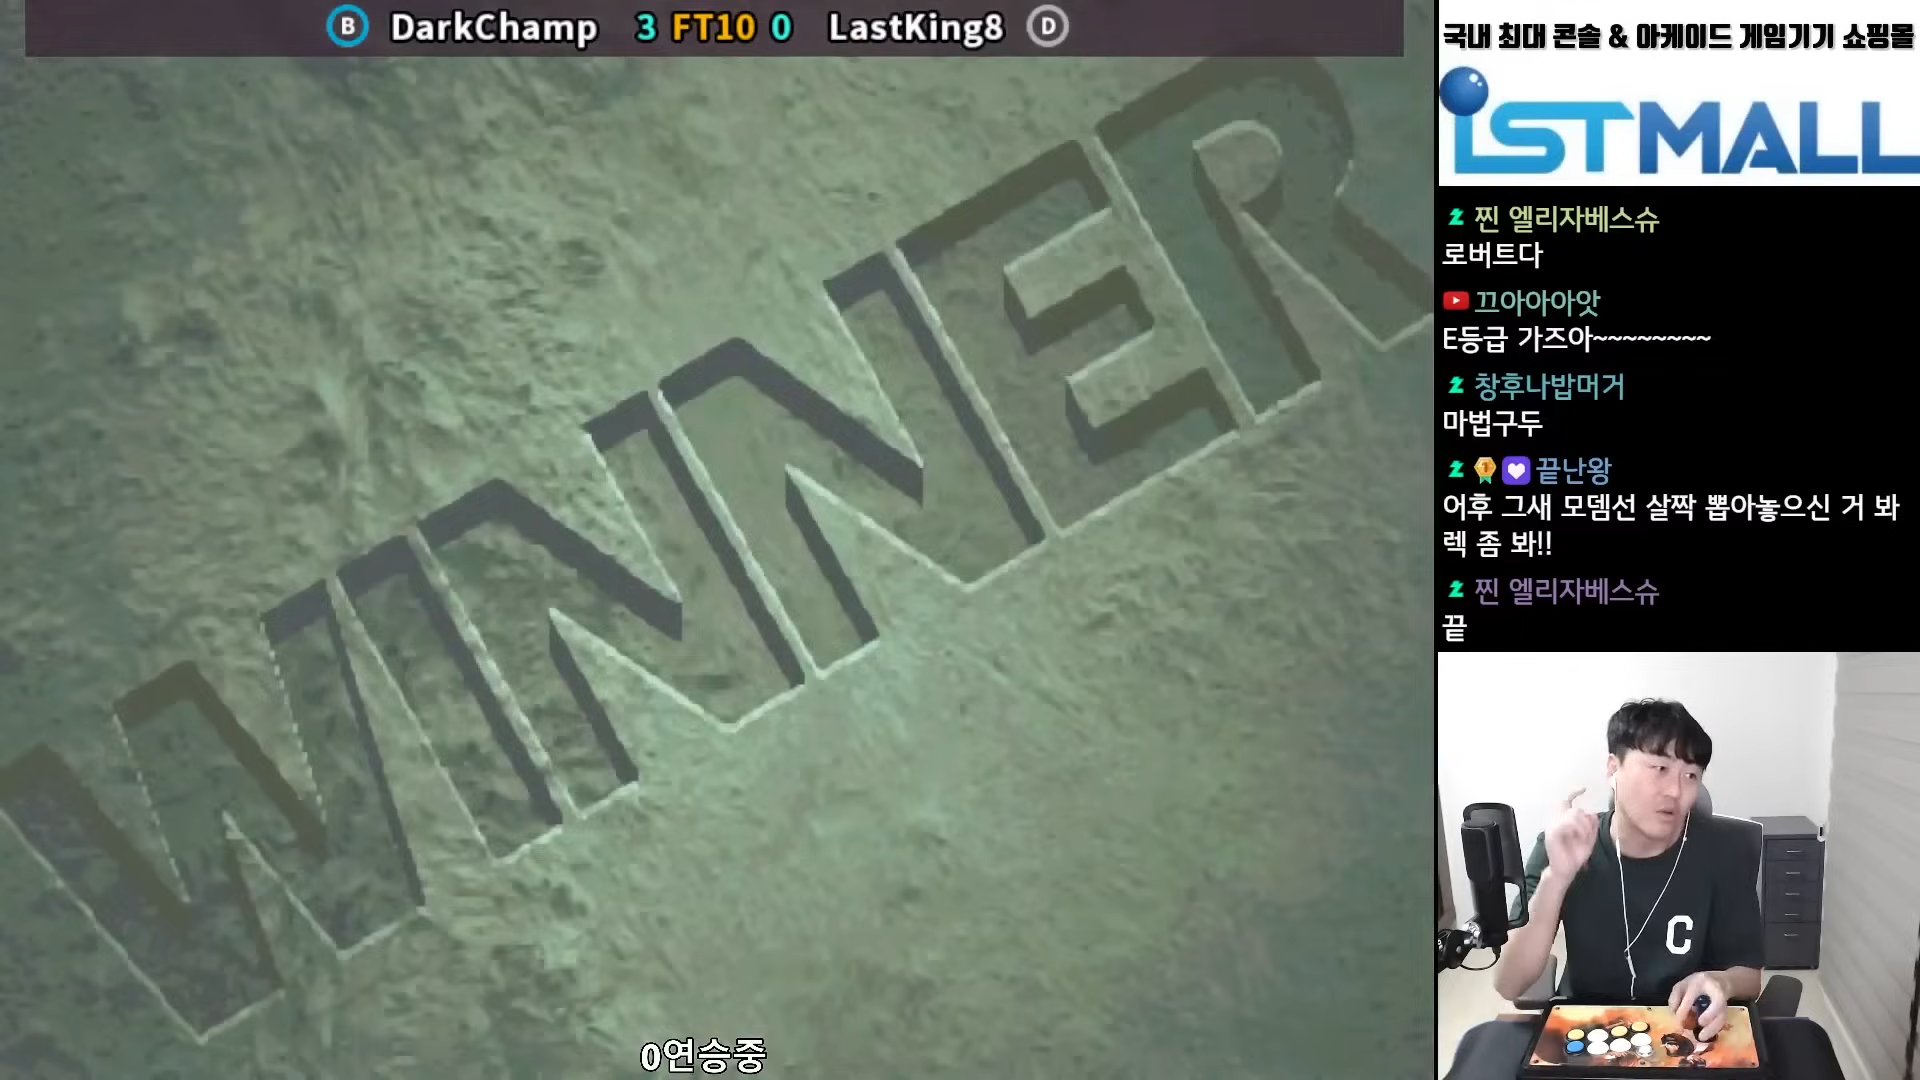 B DarkChamp 3 FT10 0 LastKing8 D
WINNER
0연승중
국내 최대 콘솔 & 아케이드 게임기기 쇼핑몰
iSTMALL
찐 엘리자베스슈
로버트다
끄아아아앗
E등급 가즈아~~~~~~~~
창후나밥머거
마법구두
끝난왕
어후 그새 모뎀선 살짝 뽑아놓으신 거 봐
렉 좀 봐!!
찐 엘리자베스슈
끝
C